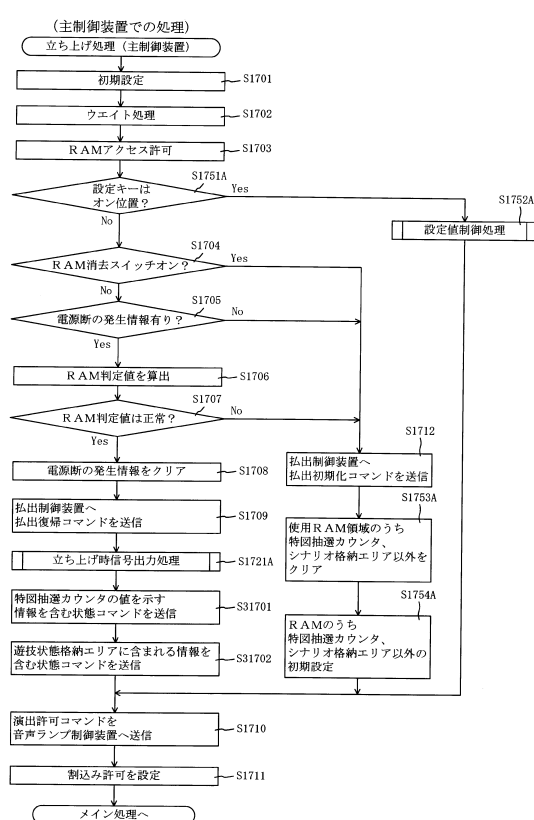 （主制御装置での処理）
立ち上げ処理（主制御装置）
初期設定
S1701
ウエイト処理
S1702
ＲＡＭアクセス許可
S1703
S1751A
設定キーは
オン位置？
Yes
No
S1752A
設定値制御処理
S1704
ＲＡＭ消去スイッチオン？
Yes
No
S1705
電源断の発生情報有り？
No
Yes
ＲＡＭ判定値を算出
S1706
S1707
ＲＡＭ判定値は正常？
No
Yes
電源断の発生情報をクリア
S1708
払出制御装置へ
払出復帰コマンドを送信
S1709
立ち上げ時信号出力処理
S1721A
特図抽選カウンタの値を示す
情報を含む状態コマンドを送信
S31701
遊技状態格納エリアに含まれる情報を
含む状態コマンドを送信
S31702
S1712
払出制御装置へ
払出初期化コマンドを送信
S1753A
使用ＲＡＭ領域のうち
特図抽選カウンタ、
シナリオ格納エリア以外を
クリア
S1754A
ＲＡＭのうち
特図抽選カウンタ、
シナリオ格納エリア以外の
初期設定
演出許可コマンドを
音声ランプ制御装置へ送信
S1710
割込み許可を設定
S1711
メイン処理へ